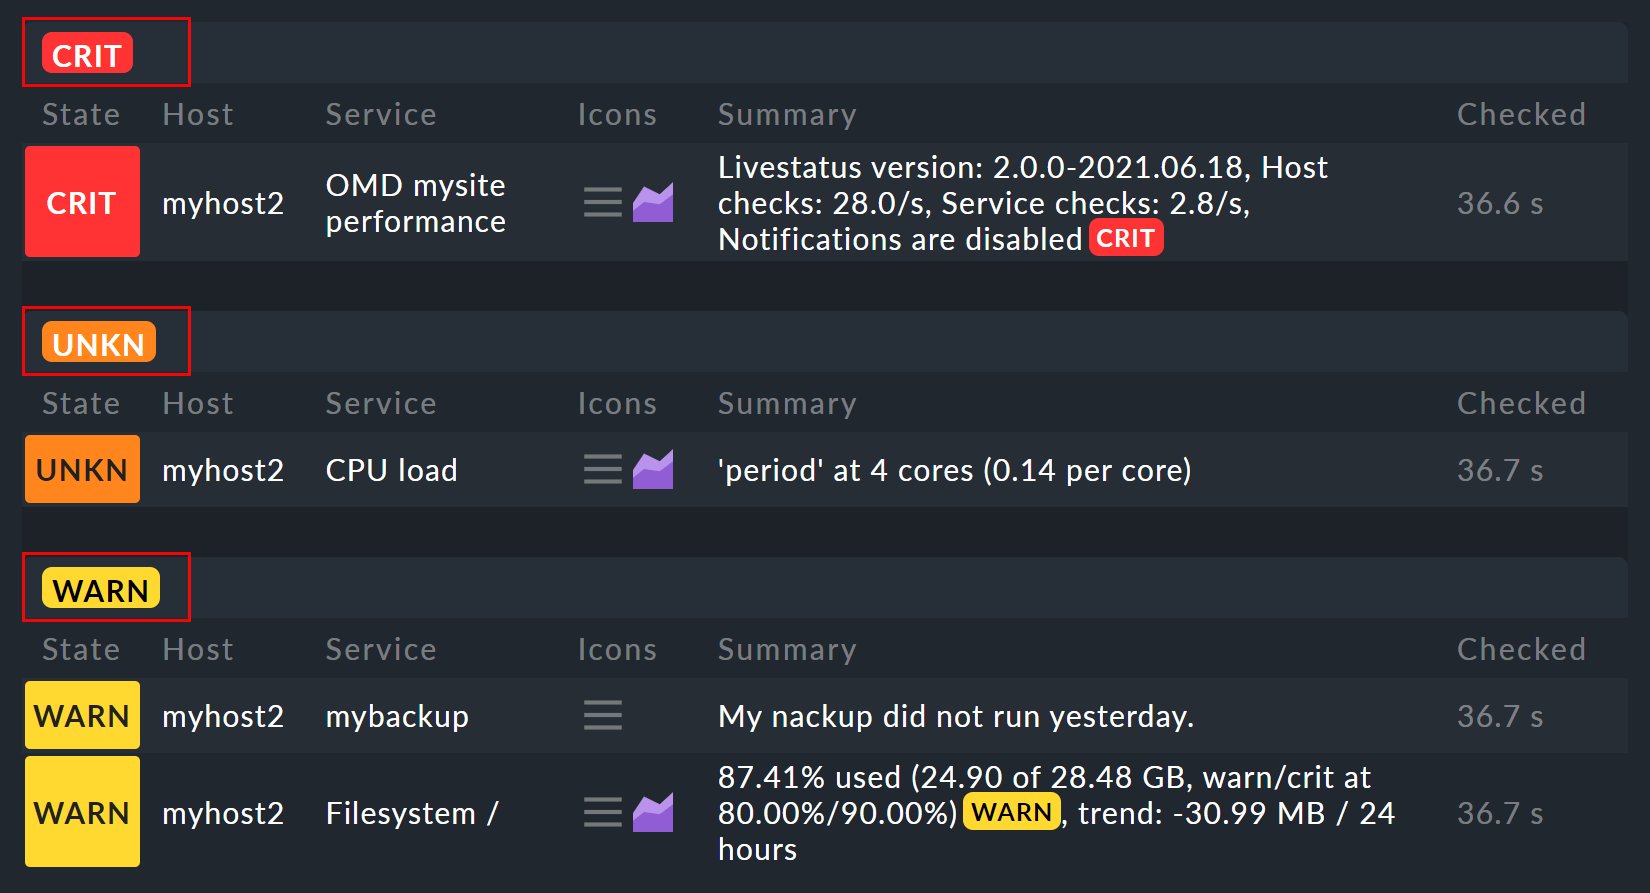 CRIT
State Host Service Icons Summary Checked
CRIT myhost2 OMD mysite performance Livestatus version: 2.0.0-2021.06.18, Host 36.6 s
checks: 28.0/s, Service checks: 2.8/s,
Notifications are disabled CRIT
UNKN
State Host Service Icons Summary Checked
UNKN myhost2 CPU load 'period' at 4 cores (0.14 per core) 36.7 s
WARN
State Host Service Icons Summary Checked
WARN myhost2 mybackup My nackup did not run yesterday. 36.7 s
WARN myhost2 Filesystem / 87.41% used (24.90 of 28.48 GB, warn/crit at 36.7 s
80.00%/90.00%) WARN, trend: -30.99 MB / 24
hours